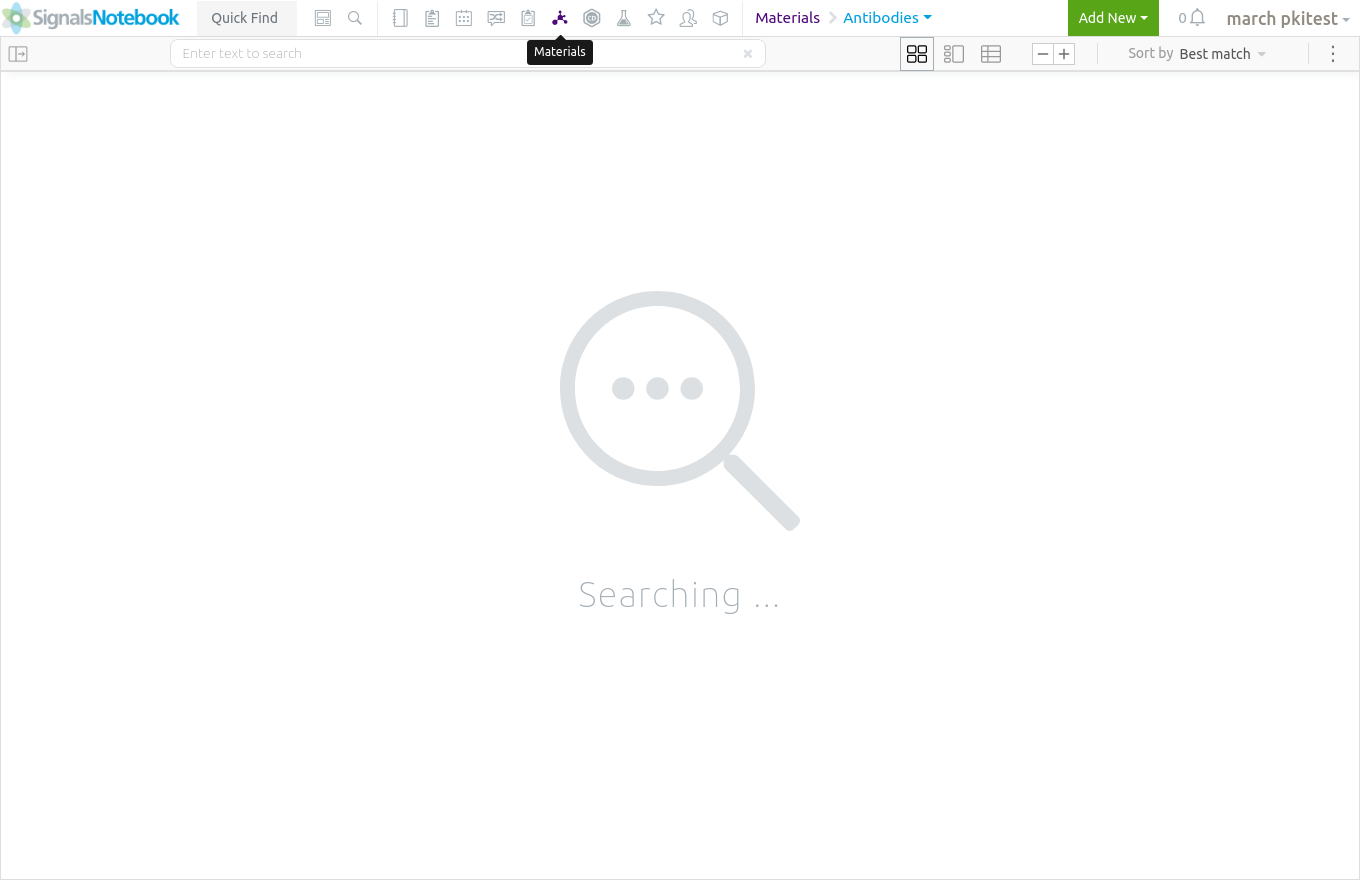 SignalsNotebook
Quick Find
Materials
Antibodies
Add New
0
march pkitest
Enter text to search
Materials
Sort by
Best match
Searching ...